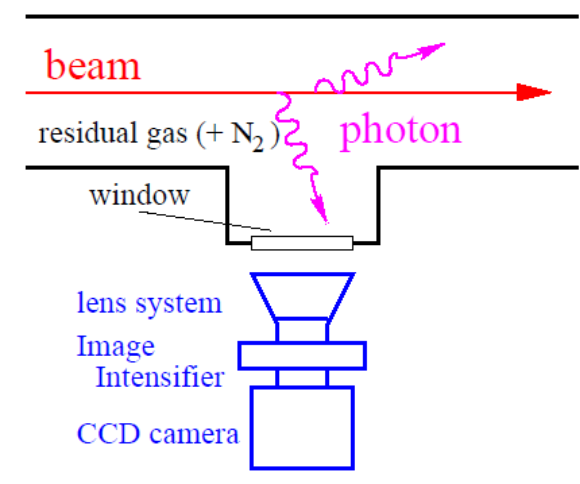 beam
residual gas (+ N2)
photon
window
lens system
Image
Intensifier
CCD camera